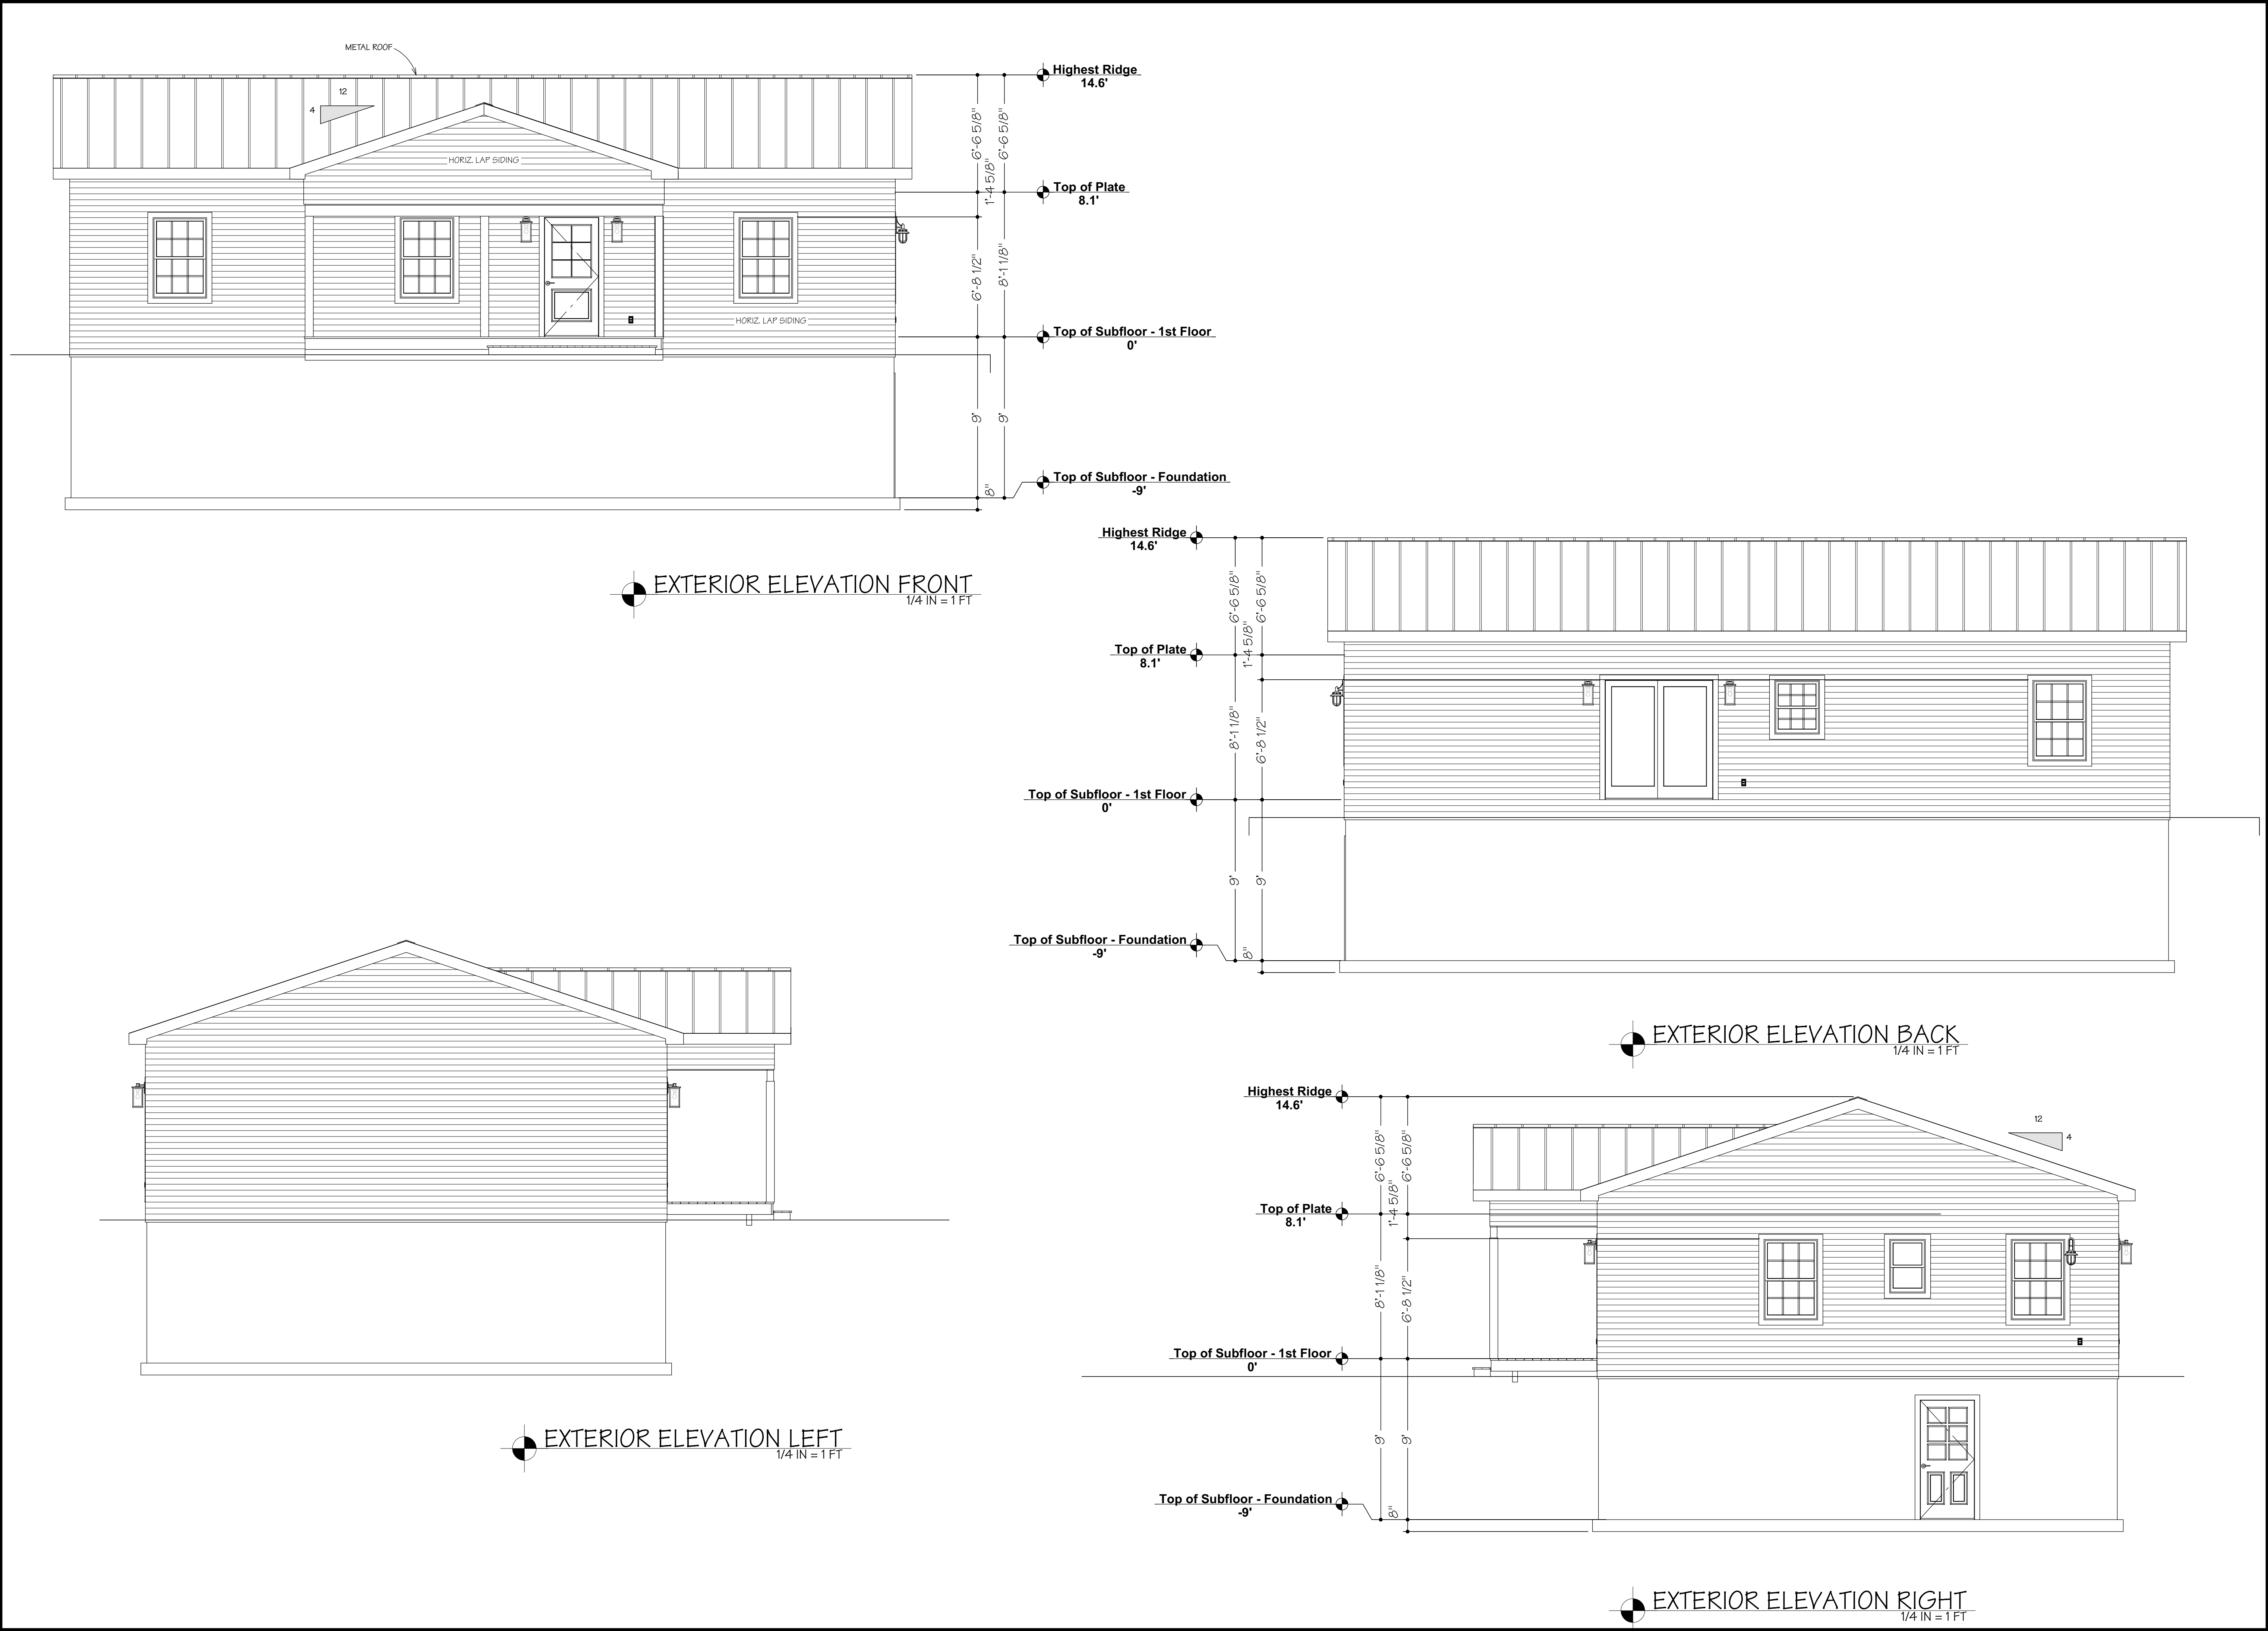 METAL ROOF
12
4
HORIZ. LAP SIDING
HORIZ. LAP SIDING
Highest Ridge
14.6'
Top of Plate
8.1'
Top of Subfloor - 1st Floor
0'
Top of Subfloor - Foundation
-9'
6'-6 5/8"
6'-6 5/8"
1'-4 5/8"
6'-8 1/2"
8'-1 1/8"
9'
9'
8"
EXTERIOR ELEVATION FRONT
1/4 IN = 1 FT
Highest Ridge
14.6'
Top of Plate
8.1'
Top of Subfloor - 1st Floor
0'
Top of Subfloor - Foundation
-9'
6'-6 5/8"
6'-6 5/8"
1'-4 5/8"
8'-1 1/8"
6'-8 1/2"
9'
9'
8"
EXTERIOR ELEVATION BACK
1/4 IN = 1 FT
EXTERIOR ELEVATION LEFT
1/4 IN = 1 FT
Highest Ridge
14.6'
Top of Plate
8.1'
Top of Subfloor - 1st Floor
0'
Top of Subfloor - Foundation
-9'
6'-6 5/8"
6'-6 5/8"
1'-4 5/8"
8'-1 1/8"
6'-8 1/2"
9'
9'
8"
12
4
EXTERIOR ELEVATION RIGHT
1/4 IN = 1 FT